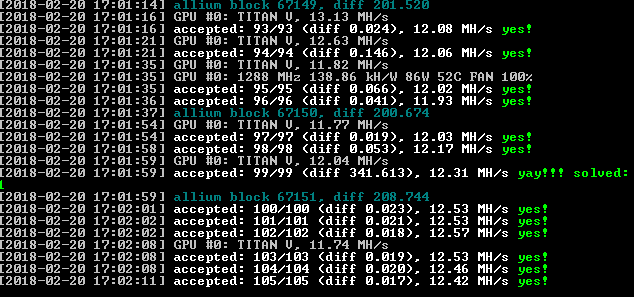 [2018-02-20 17:01:14] allium block 67149, diff 201.520
[2018-02-20 17:01:16] GPU #0: TITAN V, 13.13 MH/s
[2018-02-20 17:01:16] accepted: 93/93 (diff 0.024), 12.08 MH/s yes!
[2018-02-20 17:01:21] GPU #0: TITAN V, 12.63 MH/s
[2018-02-20 17:01:21] accepted: 94/94 (diff 0.146), 12.06 MH/s yes!
[2018-02-20 17:01:35] GPU #0: TITAN V, 11.82 MH/s
[2018-02-20 17:01:35] GPU #0: 1288 MHz 138.86 kH/W 86W 52C FAN 100%
[2018-02-20 17:01:35] accepted: 95/95 (diff 0.066), 12.02 MH/s yes!
[2018-02-20 17:01:36] accepted: 96/96 (diff 0.041), 11.93 MH/s yes!
[2018-02-20 17:01:37] allium block 67150, diff 200.674
[2018-02-20 17:01:54] GPU #0: TITAN V, 11.77 MH/s
[2018-02-20 17:01:54] accepted: 97/97 (diff 0.019), 12.03 MH/s yes!
[2018-02-20 17:01:58] accepted: 98/98 (diff 0.053), 12.17 MH/s yes!
[2018-02-20 17:01:59] GPU #0: TITAN V, 12.04 MH/s
[2018-02-20 17:01:59] accepted: 99/99 (diff 341.613), 12.31 MH/s yay!!! solved:
1
[2018-02-20 17:01:59] allium block 67151, diff 208.744
[2018-02-20 17:02:01] accepted: 100/100 (diff 0.023), 12.53 MH/s yes!
[2018-02-20 17:02:02] accepted: 101/101 (diff 0.021), 12.53 MH/s yes!
[2018-02-20 17:02:02] accepted: 102/102 (diff 0.018), 12.57 MH/s yes!
[2018-02-20 17:02:08] GPU #0: TITAN V, 11.74 MH/s
[2018-02-20 17:02:08] accepted: 103/103 (diff 0.019), 12.53 MH/s yes!
[2018-02-20 17:02:08] accepted: 104/104 (diff 0.020), 12.46 MH/s yes!
[2018-02-20 17:02:11] accepted: 105/105 (diff 0.017), 12.42 MH/s yes!